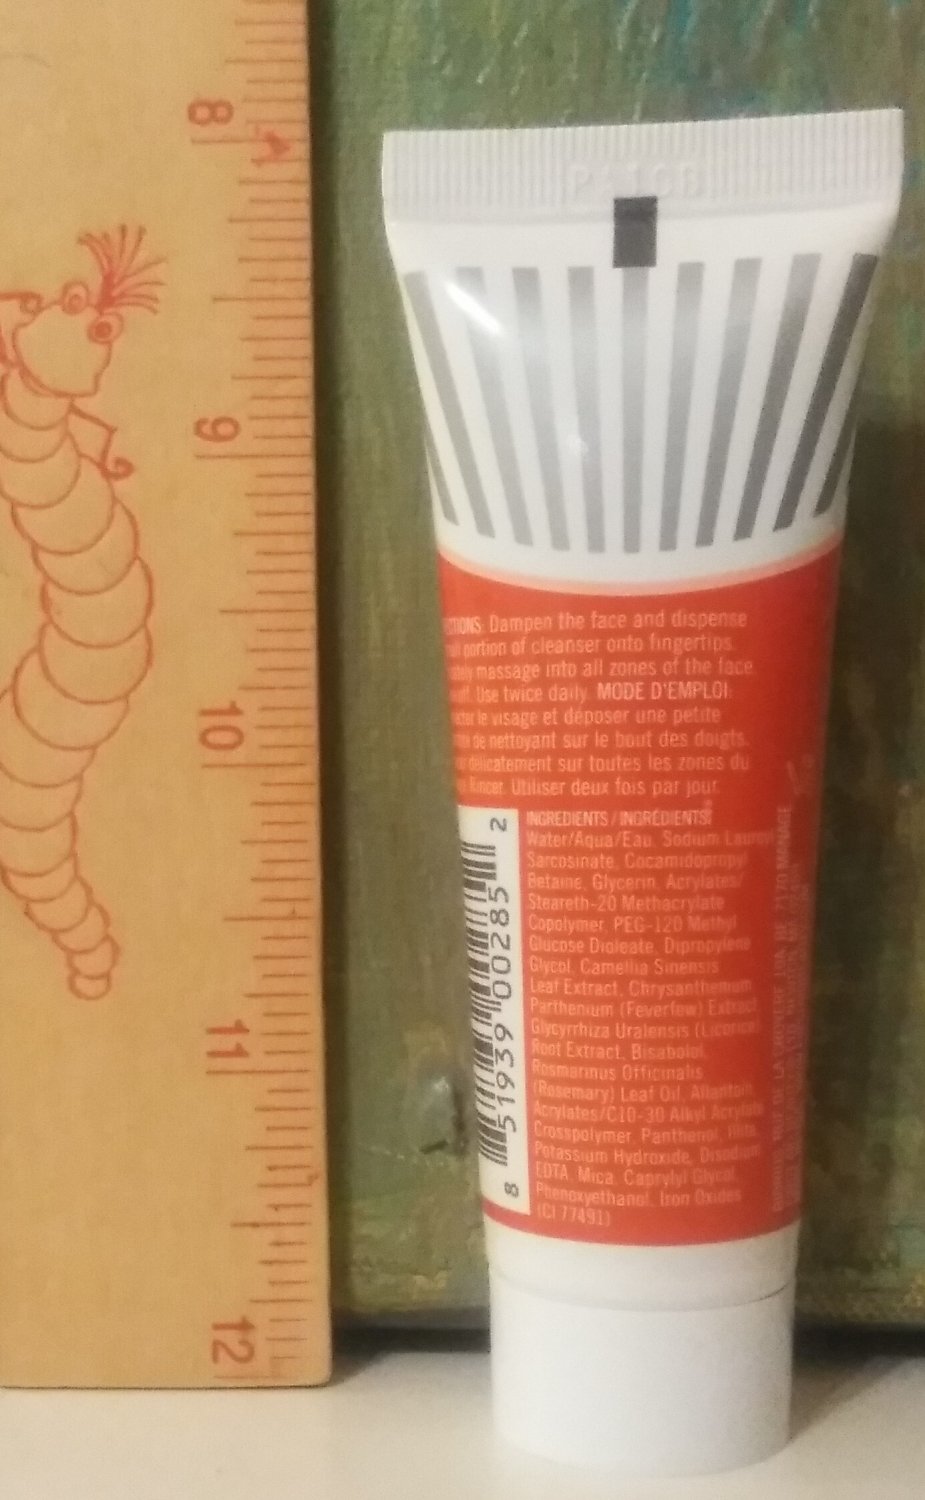 8
9
10
11
12
P-100
Dampen the face and dispense
portion of cleanser onto fingertips.
massage into all zones of the face
Use twice daily. MODE D'EMPLOI:
le visage et déposer une petite
de nettoyant sur le bout des doigts.
délicatement sur toutes les zones du
Rincer. Utiliser deux fois par jour.
INGREDIENTS / INGRÉDIENTS:
Water/Aqua/Eau, Sodium Lauroyl
Sarcosinate, Cocamidopropyl
Betaine, Glycerin, Acrylates/
Steareth-20 Methacrylate
Copolymer, PEG-120 Methyl
Glucose Dioleate, Dipropylene
Glycol, Camellia Sinensis
Leaf Extract, Chrysanthemum
Parthenium (Feverfew) Extract
Glycyrrhiza Uralensis (Licorice)
Root Extract, Bisabolol,
Rosmarinus Officinalis
(Rosemary) Leaf Oil, Allantoin,
Acrylates/C10-30 Alkyl Acrylate
Crosspolymer, Panthenol,
Potassium Hydroxide, Disodium
EDTA, Mica, Caprylyl Glycol,
Phenoxyethanol, Iron Oxides
(CI 77491)
8 51939 00285 2